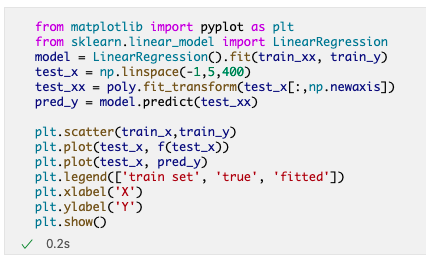 from matplotlib import pyplot as plt
from sklearn.linear_model import LinearRegression
model = LinearRegression().fit(train_xx, train_y)
test_x = np.linspace(-1,5,400)
test_xx = poly.fit_transform(test_x[:,np.newaxis])
pred_y = model.predict(test_xx)

plt.scatter(train_x,train_y)
plt.plot(test_x, f(test_x))
plt.plot(test_x, pred_y)
plt.legend(['train set', 'true', 'fitted'])
plt.xlabel('X')
plt.ylabel('Y')
plt.show()
✓ 0.2s